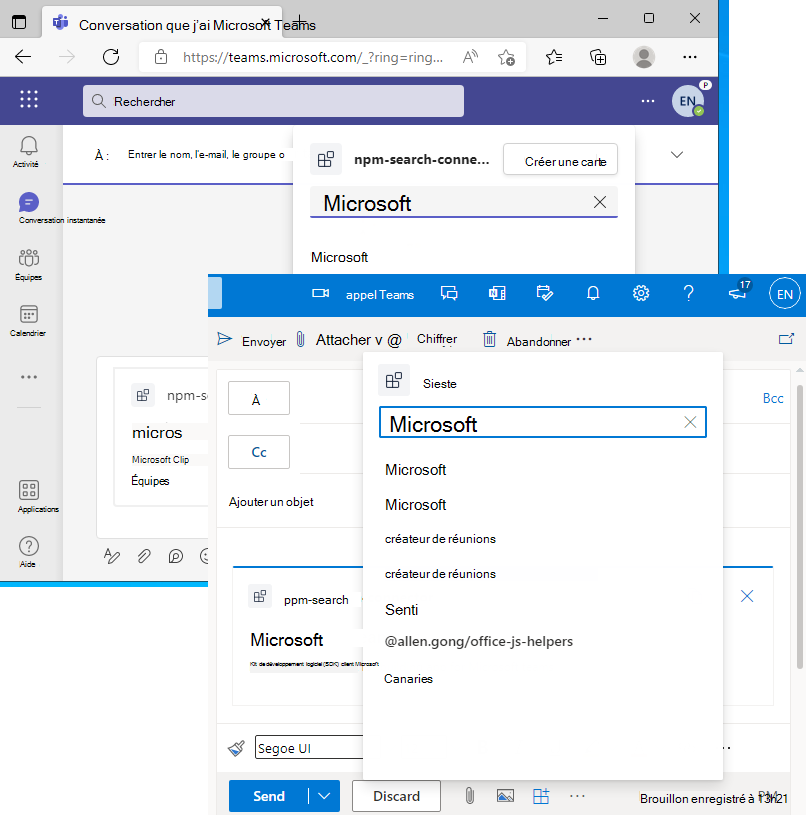 Conversation que j'ai Microsoft Teams
https://teams.microsoft.com/_?ring=ring...
Rechercher
EN
P
Activité
Conversation instantanée
Équipes
Calendrier
Applications
Aide
À :
Entrer le nom, l'e-mail, le groupe o
npm-search-conne...
Créer une carte
Microsoft
Microsoft
npm-s
micros
Microsoft Clip
Équipes
appel Teams
17
EN
Envoyer
Attacher v @
Chiffrer
Abandonner
À
Cc
Bcc
Ajouter un objet
Sieste
Microsoft
Microsoft
Microsoft
créateur de réunions
créateur de réunions
Senti
@allen.gong/office-js-helpers
Canaries
ppm-search
Microsoft
Kit de développement logiciel (SDK) client Microsoft
Segoe UI
Send
Discard
Brouillon enregistré à 13h21